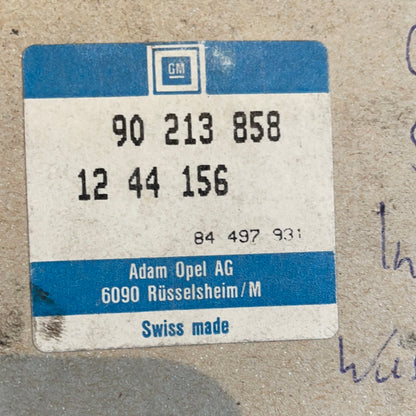 GM
90 213 858
12 44 156
84 497 931
Adam Opel AG
6090 Rüsselsheim/M
Swiss made